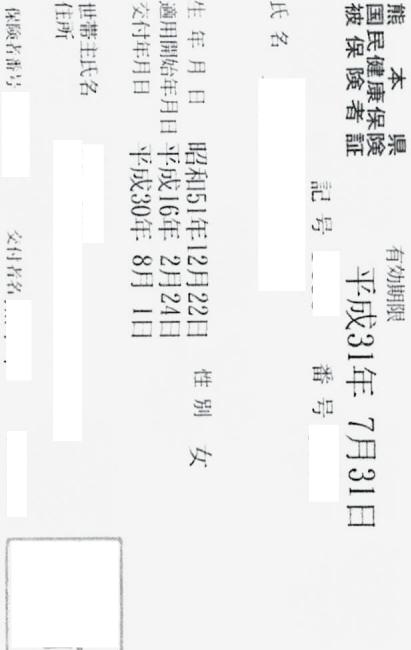 熊本県
国民健康保険
被保険者証
有効期限
平成31年 7月31日
記号
番号
氏名
生年月日 昭和51年12月22日 性別 女
適用開始年月日 平成16年 2月24日
交付年月日 平成30年 8月 1日
世帯主氏名
住所
保険者番号
交付者名